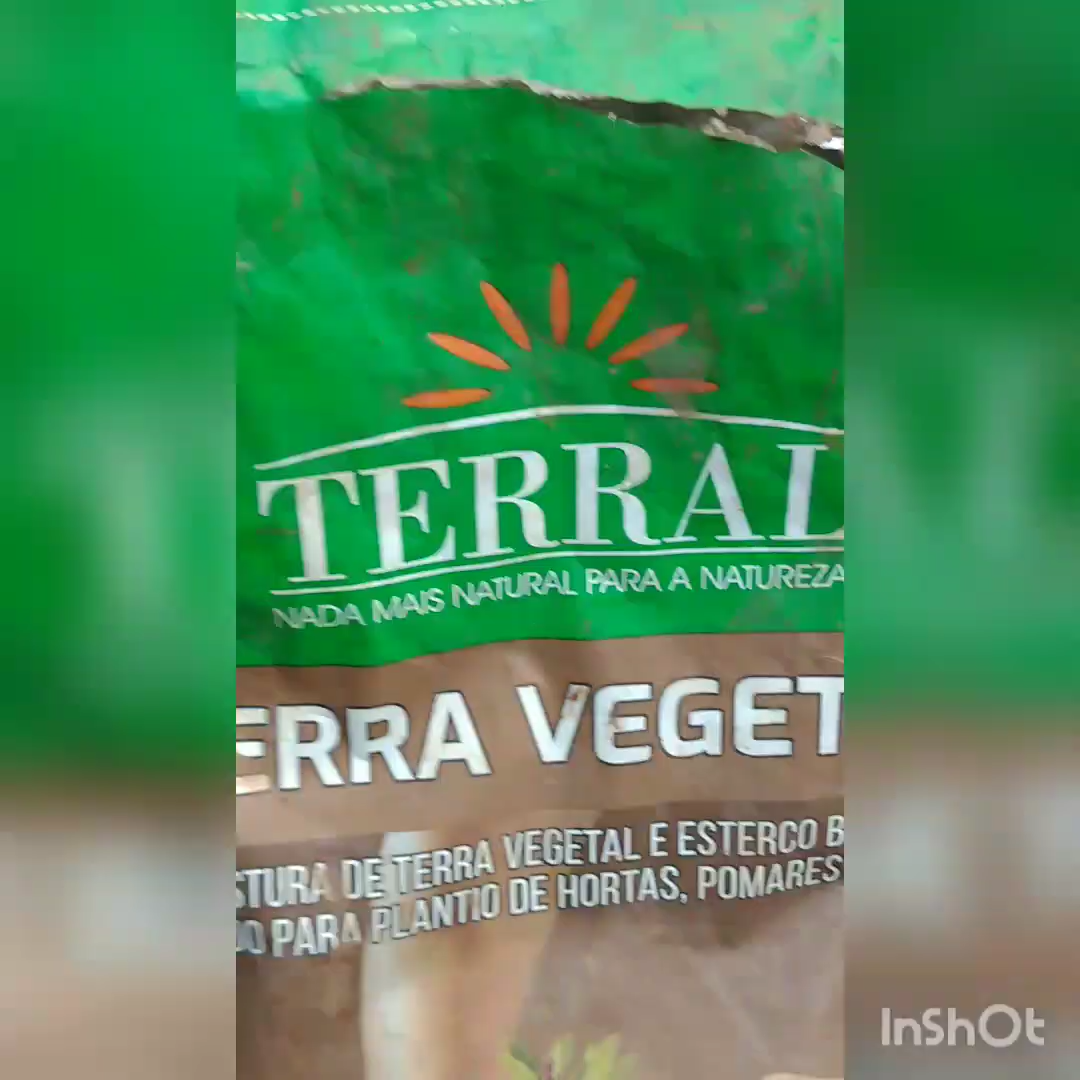 TERRAL
NADA MAIS NATURAL PARA A NATUREZA
ERRA VEGET
STURA DE TERRA VEGETAL E ESTERCO B
DO PARA PLANTIO DE HORTAS, POMARES
InShOt